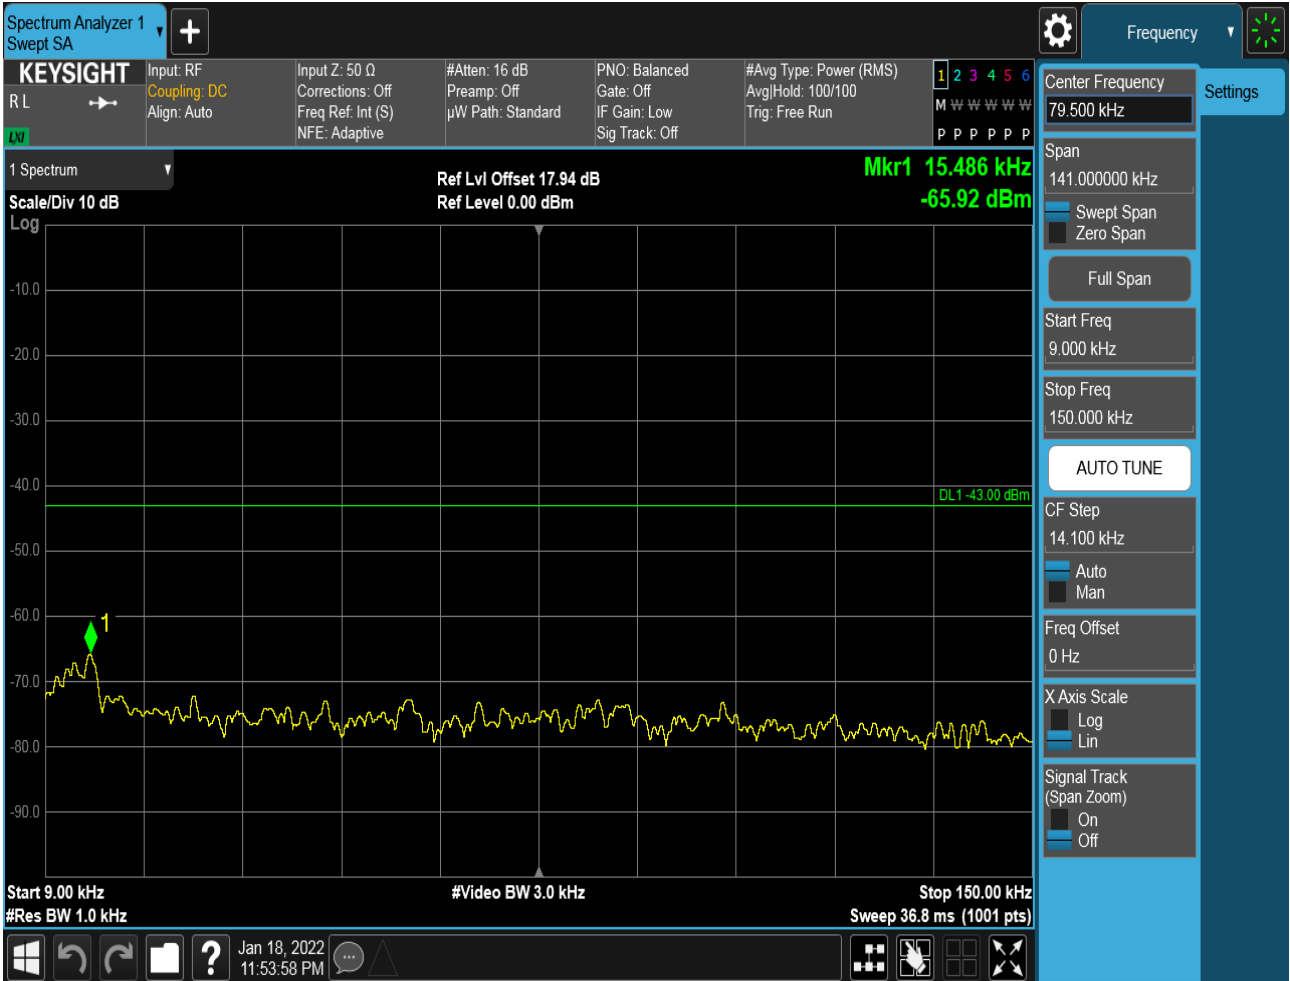 Spectrum Analyzer 1
Swept SA
+
Frequency
KEYSIGHT
R L
LXI
Input: RF
Coupling: DC
Align: Auto
Input Z: 50 Ω
Corrections: Off
Freq Ref: Int (S)
NFE: Adaptive
#Atten: 16 dB
Preamp: Off
µW Path: Standard
PNO: Balanced
Gate: Off
IF Gain: Low
Sig Track: Off
#Avg Type: Power (RMS)
Avg|Hold: 100/100
Trig: Free Run
1 2 3 4 5 6
M W W W W W
P P P P P P
1 Spectrum
Scale/Div 10 dB
Log
Ref Lvl Offset 17.94 dB
Ref Level 0.00 dBm
Mkr1 15.486 kHz
-65.92 dBm
-10.0
-20.0
-30.0
-40.0
DL1 -43.00 dBm
-50.0
-60.0
1
-70.0
-80.0
-90.0
Start 9.00 kHz
#Video BW 3.0 kHz
Stop 150.00 kHz
#Res BW 1.0 kHz
Sweep 36.8 ms (1001 pts)
Center Frequency
79.500 kHz
Settings
Span
141.000000 kHz
Swept Span
Zero Span
Full Span
Start Freq
9.000 kHz
Stop Freq
150.000 kHz
AUTO TUNE
CF Step
14.100 kHz
Auto
Man
Freq Offset
0 Hz
X Axis Scale
Log
Lin
Signal Track
(Span Zoom)
On
Off
?
Jan 18, 2022
11:53:58 PM